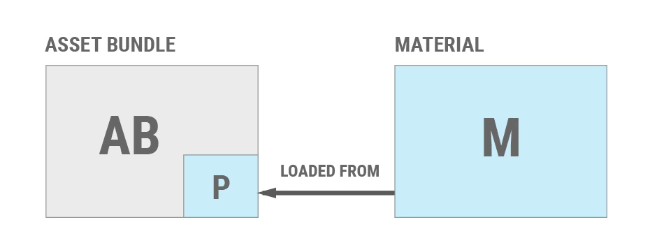 ASSET BUNDLE
MATERIAL
AB
P
LOADED FROM
M